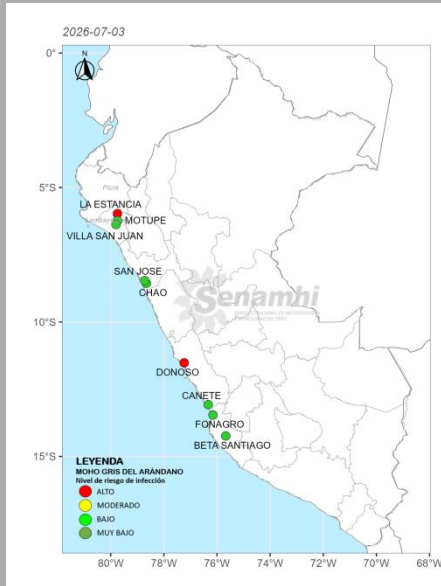 2026-07-03
N
0°
5°S
10°S
15°S
Piura
LA ESTANCIA
MOTUPE
VILLA SAN JUAN
SAN JOSE
CHAO
Senamhi
DONOSO
CANETE
FONAGRO
BETA SANTIAGO
LEYENDA
MOHO GRIS DEL ARÁNDANO
Nivel de riesgo de infección
ALTO
MODERADO
BAJO
MUY BAJO
80°W 78°W 76°W 74°W 72°W 70°W 68°W